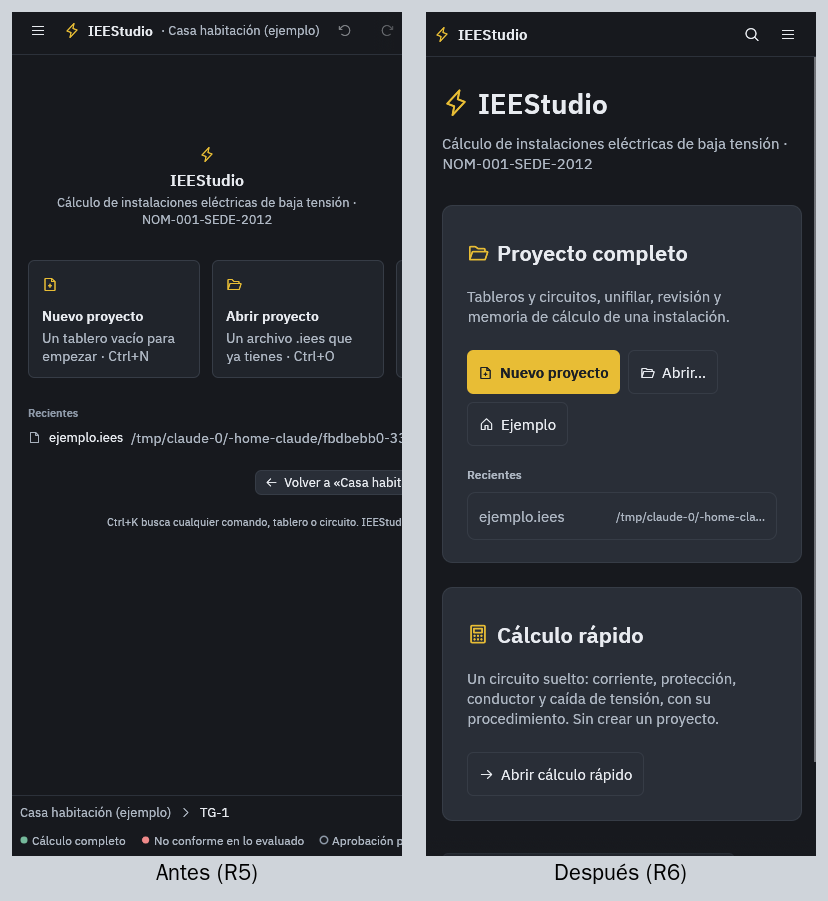 IEEStudio · Casa habitación (ejemplo)
IEEStudio
Cálculo de instalaciones eléctricas de baja tensión ·
NOM-001-SEDE-2012
Nuevo proyecto
Un tablero vacío para
empezar · Ctrl+N
Abrir proyecto
Un archivo .iees que
ya tienes · Ctrl+O
Recientes
ejemplo.iees /tmp/claude-0/-home-claude/fbdbebb0-33
← Volver a «Casa habit
Ctrl+K busca cualquier comando, tablero o circuito. IEEStud
Casa habitación (ejemplo) > TG-1
Cálculo completo No conforme en lo evaluado Aprobación p
Antes (R5)
IEEStudio
IEEStudio
Cálculo de instalaciones eléctricas de baja tensión ·
NOM-001-SEDE-2012
Proyecto completo
Tableros y circuitos, unifilar, revisión y
memoria de cálculo de una instalación.
Nuevo proyecto Abrir...
Ejemplo
Recientes
ejemplo.iees /tmp/claude-0/-home-cla...
Cálculo rápido
Un circuito suelto: corriente, protección,
conductor y caída de tensión, con su
procedimiento. Sin crear un proyecto.
→ Abrir cálculo rápido
Después (R6)